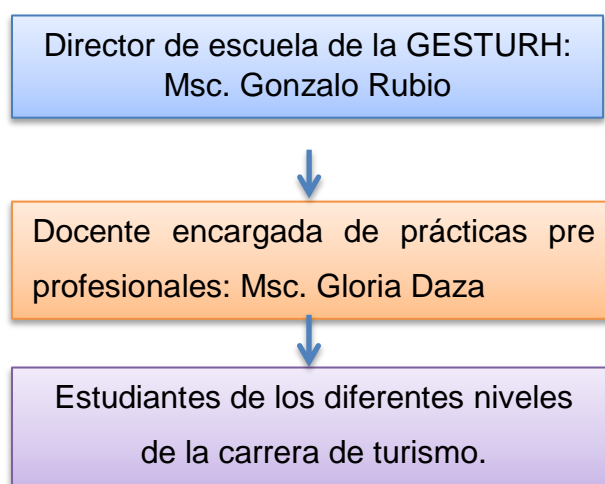 Director de escuela de la GESTURH:
Msc. Gonzalo Rubio
Docente encargada de prácticas pre
profesionales: Msc. Gloria Daza
Estudiantes de los diferentes niveles
de la carrera de turismo.